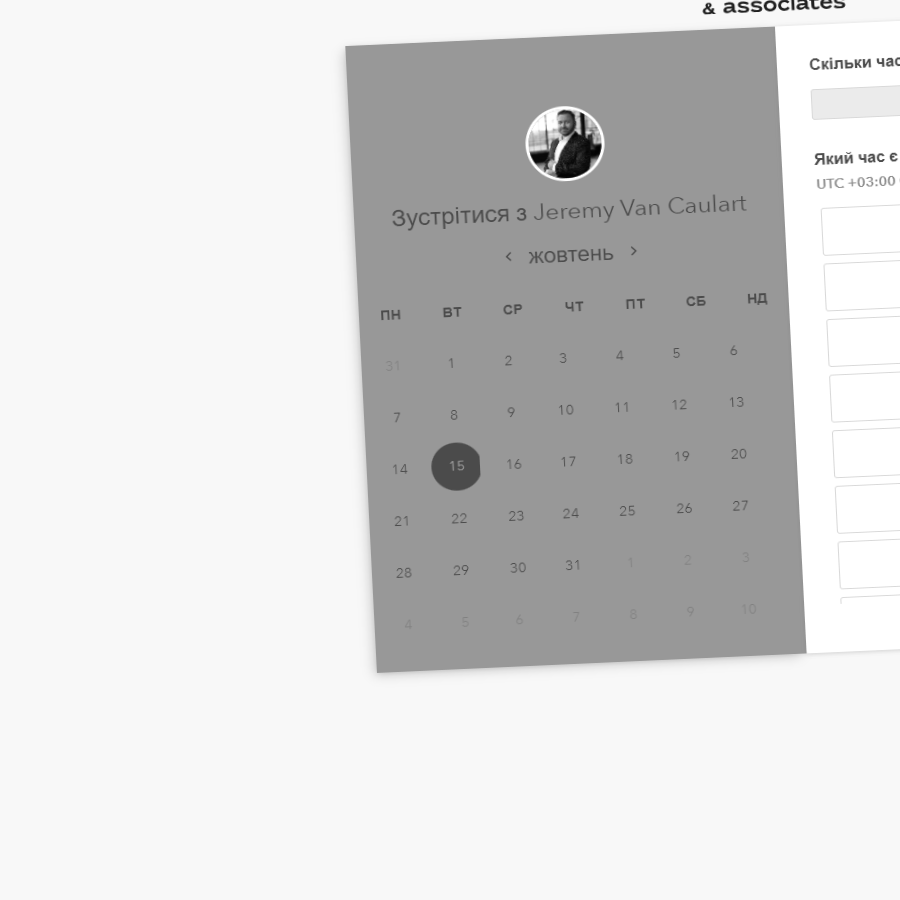 & associates
Зустрітися з Jeremy Van Caulart
‹ жовтень ›
ПН ВТ СР ЧТ ПТ СБ НД
31 1 2 3 4 5 6
7 8 9 10 11 12 13
14 15 16 17 18 19 20
21 22 23 24 25 26 27
28 29 30 31 1 2 3
4 5 6 7 8 9 10
Скільки час
Який час є
UTC +03:00